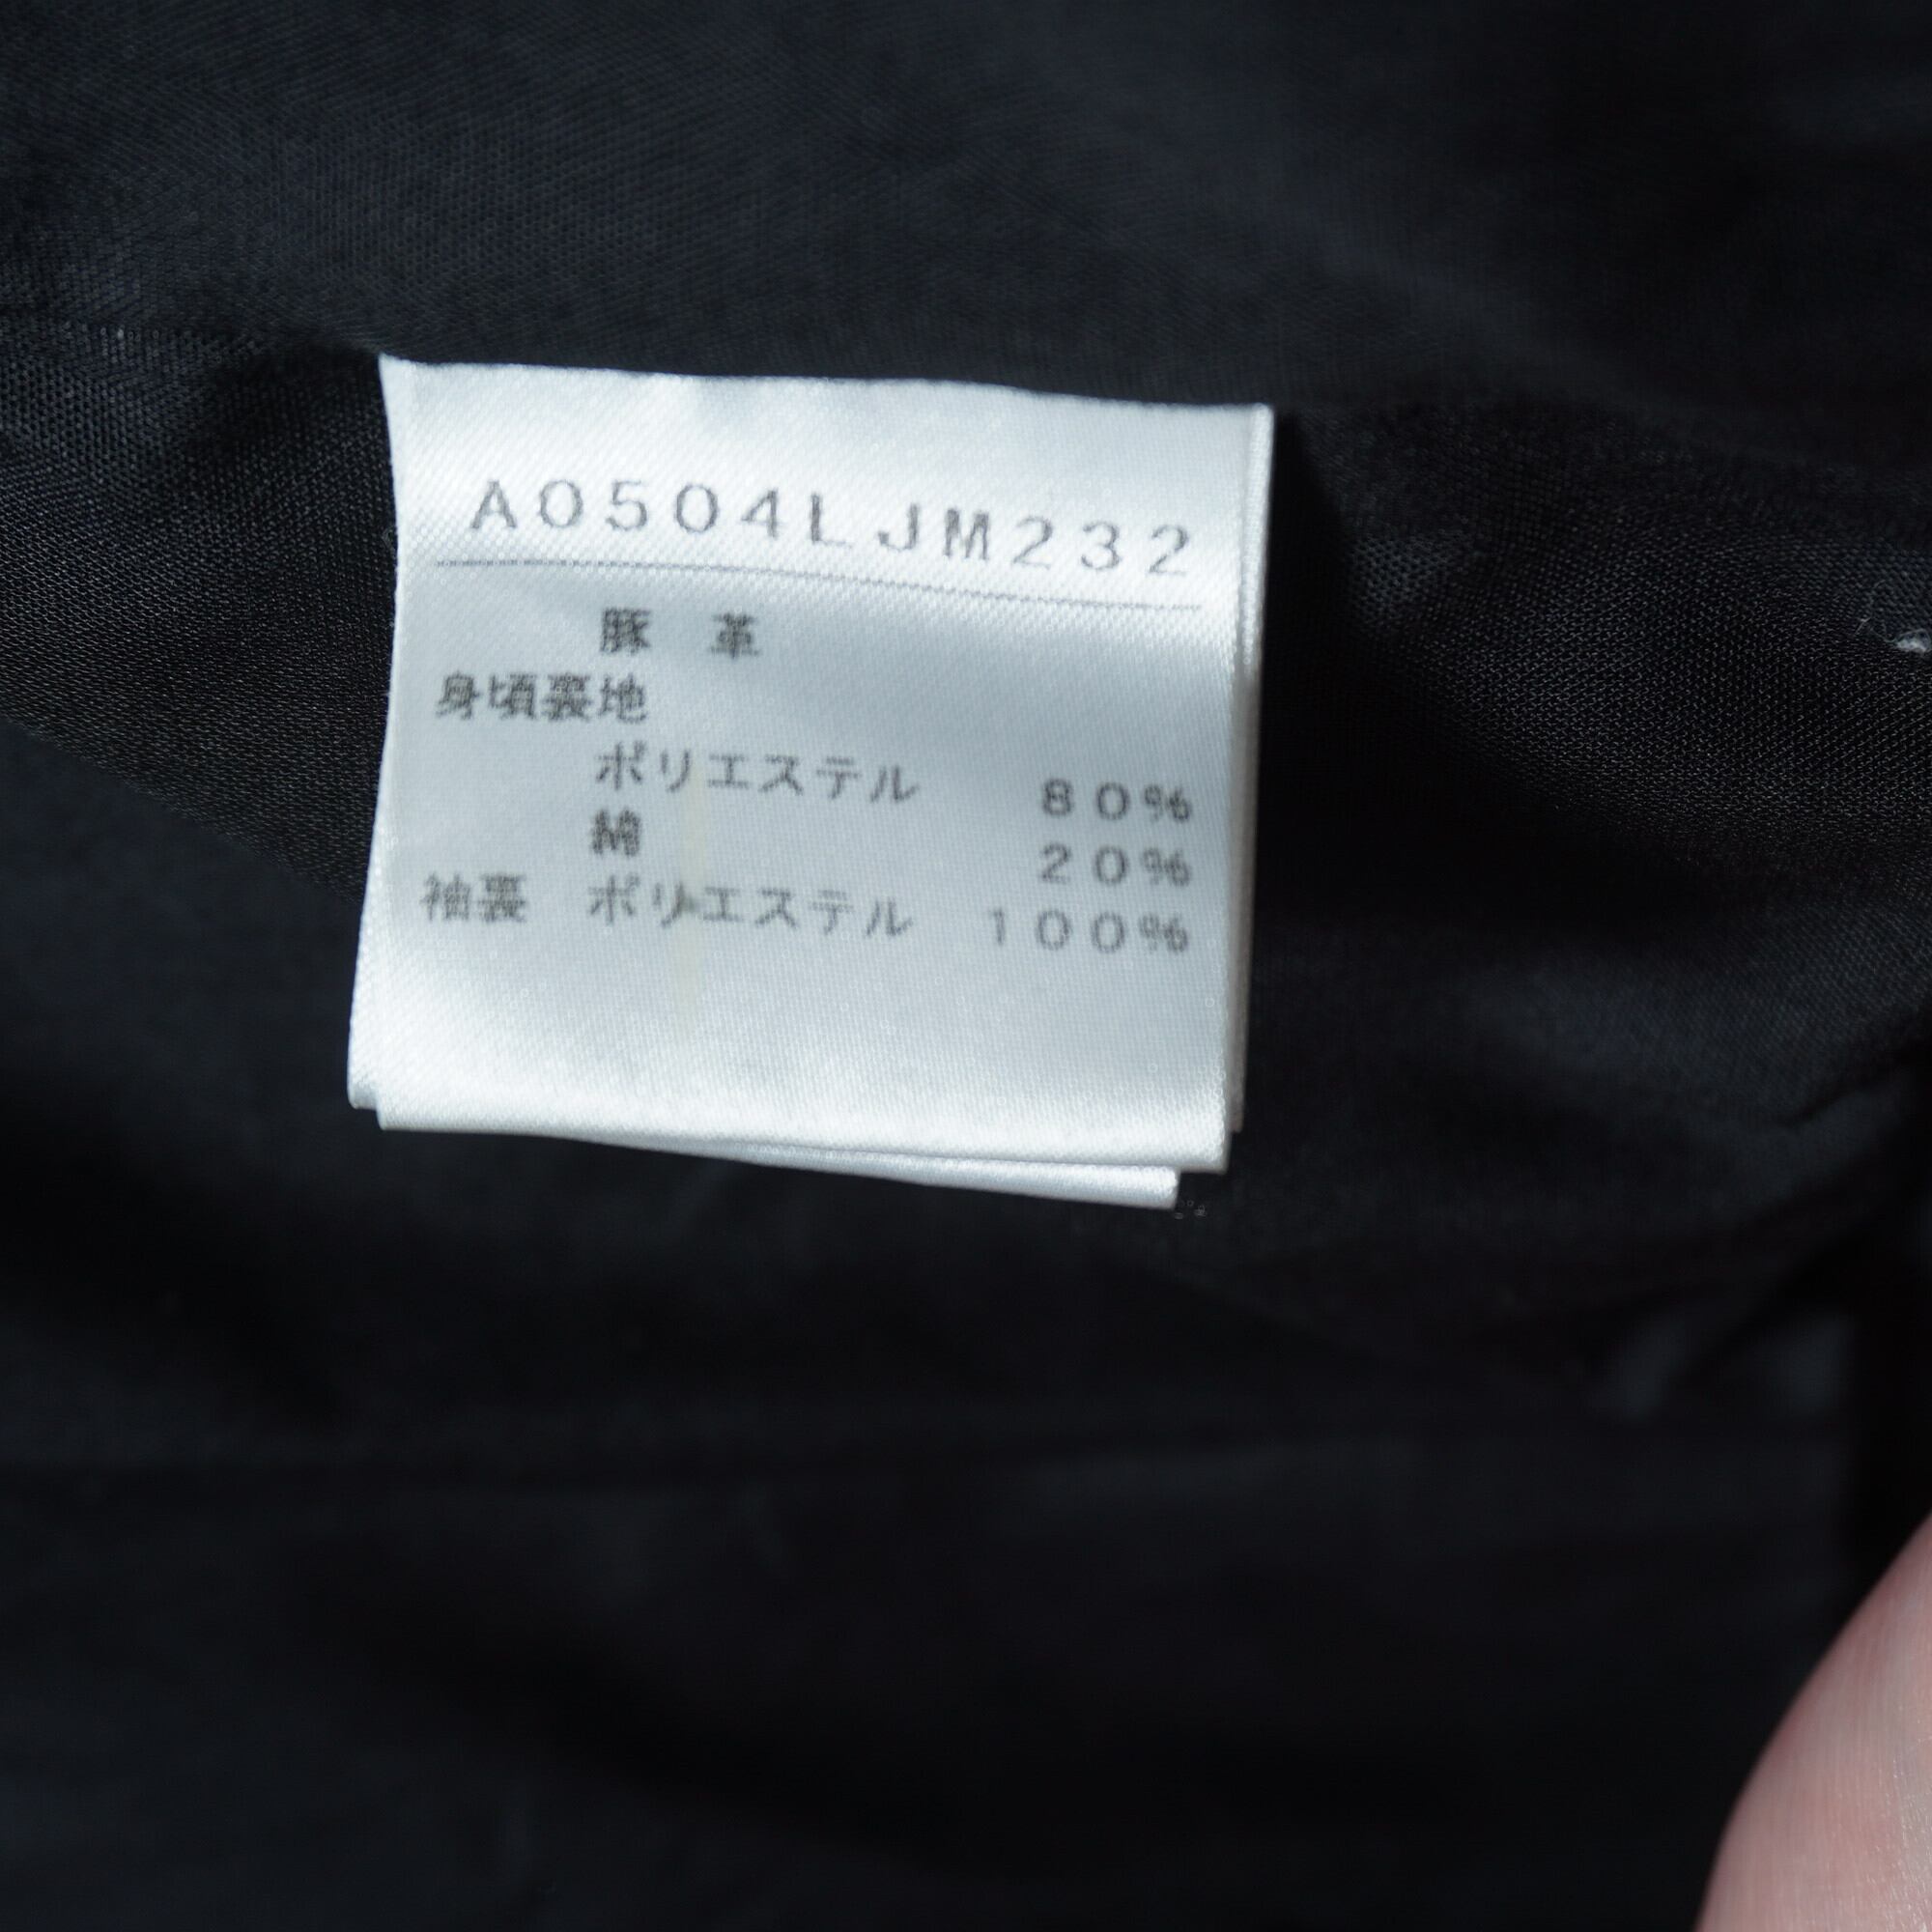 A0504LJM232
豚 革
身頃裏地
ポリエステル 80%
綿 20%
袖裏 ポリエステル 100%